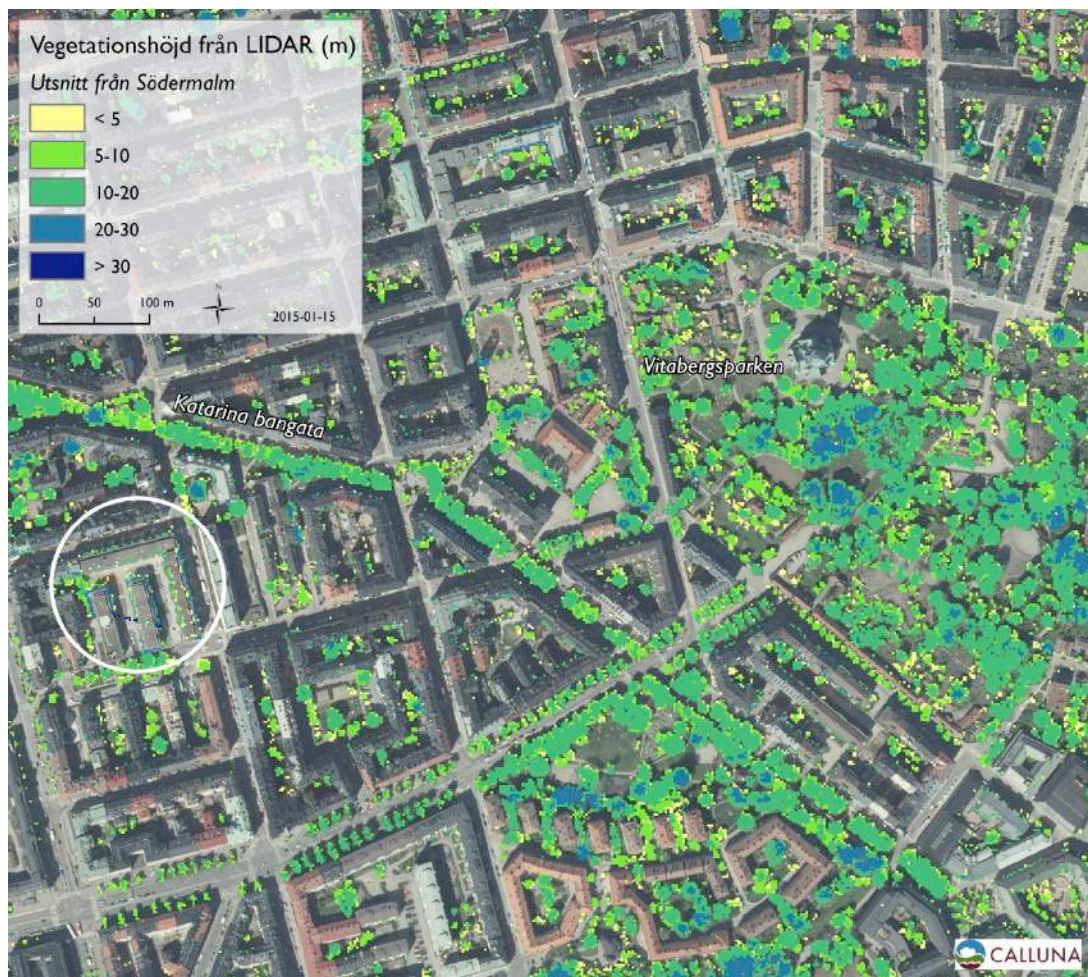 Vegetationshöjd från LIDAR (m)
Utsnitt från Södermalm
< 5
5-10
10-20
20-30
> 30
0 50 100 m
N
2015-01-15
Vitabergsparken
Katarina bangata
CALLUNA